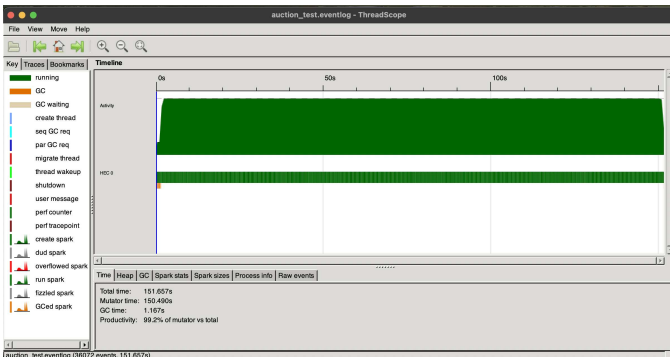 auction_test.eventlog - ThreadScope
File View Move Help
Key Traces Bookmarks
running
GC
GC waiting
create thread
seq GC req
par GC req
migrate thread
thread wakeup
shutdown
user message
perf counter
perf tracepoint
create spark
dud spark
overflowed spark
run spark
fizzled spark
GCed spark
Timeline
0s 50s 100s
Activity
HEC 0
Time Heap GC Spark stats Spark sizes Process info Raw events
Total time: 151.657s
Mutator time: 150.490s
GC time: 1.167s
Productivity: 99.2% of mutator vs total
auction_test.eventlog (36072 events, 151.657s)